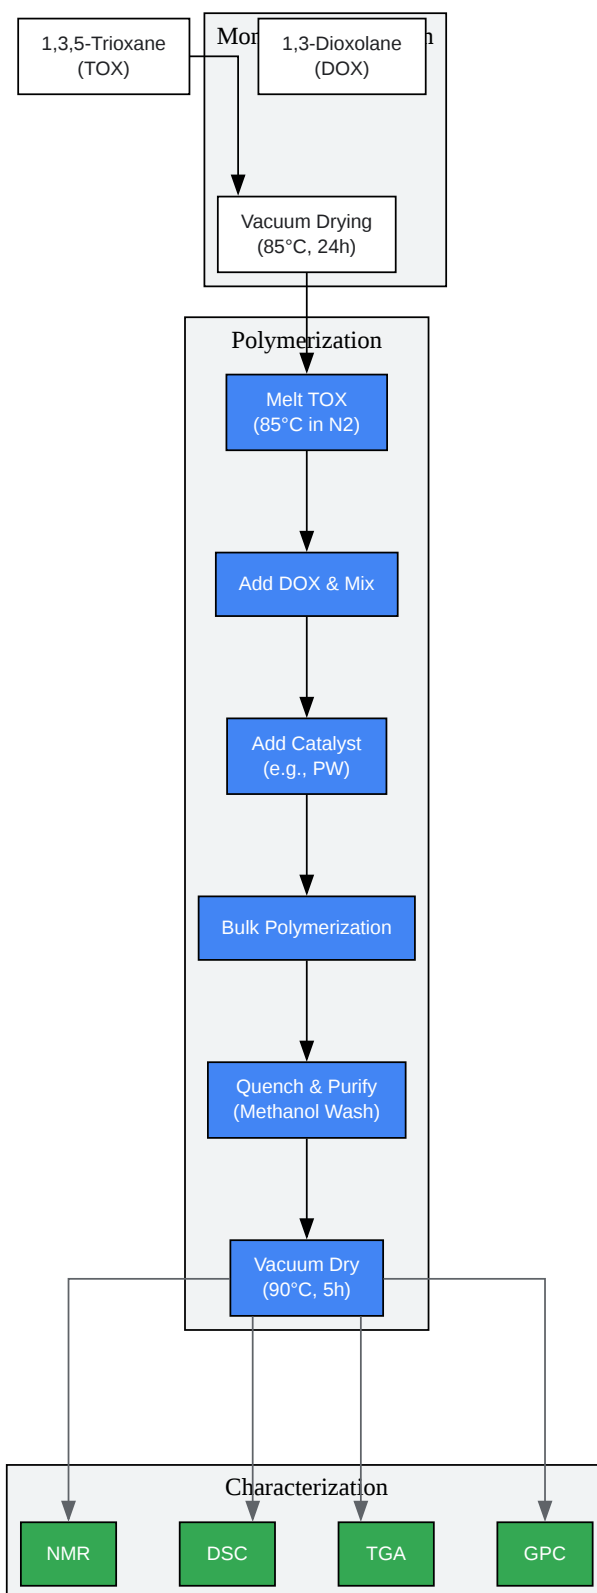 1,3,5-Trioxane
(TOX)
1,3-Dioxolane
(DOX)
Vacuum Drying
(85°C, 24h)
Polymerization
Melt TOX
(85°C in N2)
Add DOX & Mix
Add Catalyst
(e.g., PW)
Bulk Polymerization
Quench & Purify
(Methanol Wash)
Vacuum Dry
(90°C, 5h)
Characterization
NMR
DSC
TGA
GPC